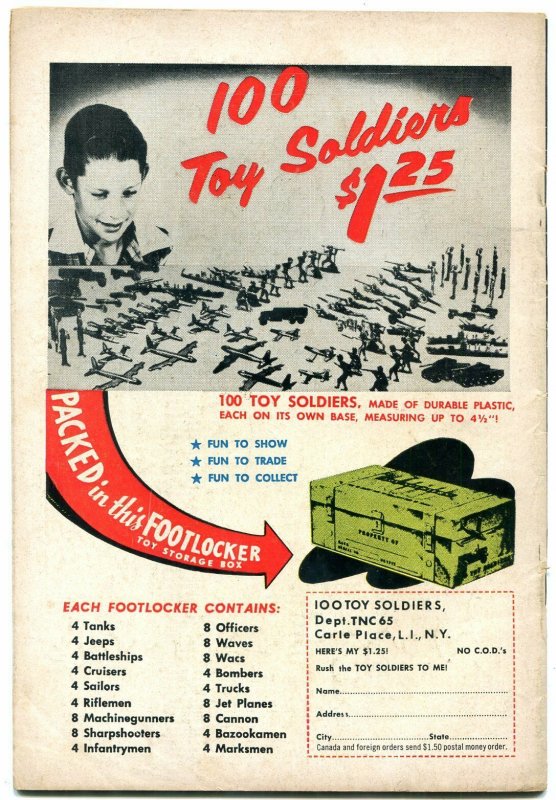 100
Toy Soldiers
$1.25
100 TOY SOLDIERS, MADE OF DURABLE PLASTIC,
EACH ON ITS OWN BASE, MEASURING UP TO 4½"!
★ FUN TO SHOW
★ FUN TO TRADE
★ FUN TO COLLECT
PACKED in this FOOTLOCKER
TOY STORAGE BOX
PROPERTY OF
EACH FOOTLOCKER CONTAINS:
4 Tanks
4 Jeeps
4 Battleships
4 Cruisers
4 Sailors
4 Riflemen
8 Machinegunners
8 Sharpshooters
4 Infantrymen
8 Officers
8 Waves
8 Wacs
4 Bombers
4 Trucks
8 Jet Planes
8 Cannon
4 Bazookamen
4 Marksmen
100 TOY SOLDIERS,
Dept. TNC 65
Carle Place, L.I., N.Y.
HERE'S MY $1.25! NO C.O.D.'s
Rush the TOY SOLDIERS TO ME!
Name
Address
City State
Canada and foreign orders send $1.50 postal money order.